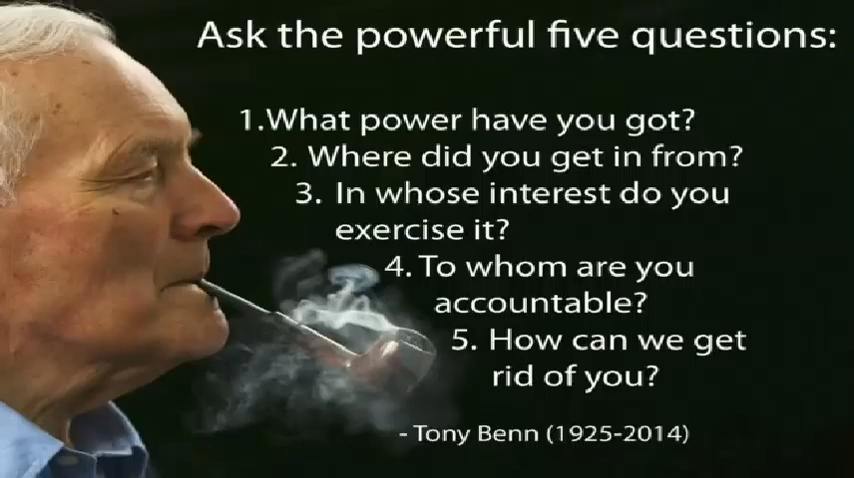 Ask the powerful five questions:
1.What power have you got?
2. Where did you get in from?
3. In whose interest do you
exercise it?
4. To whom are you
accountable?
5. How can we get
rid of you?
- Tony Benn (1925-2014)